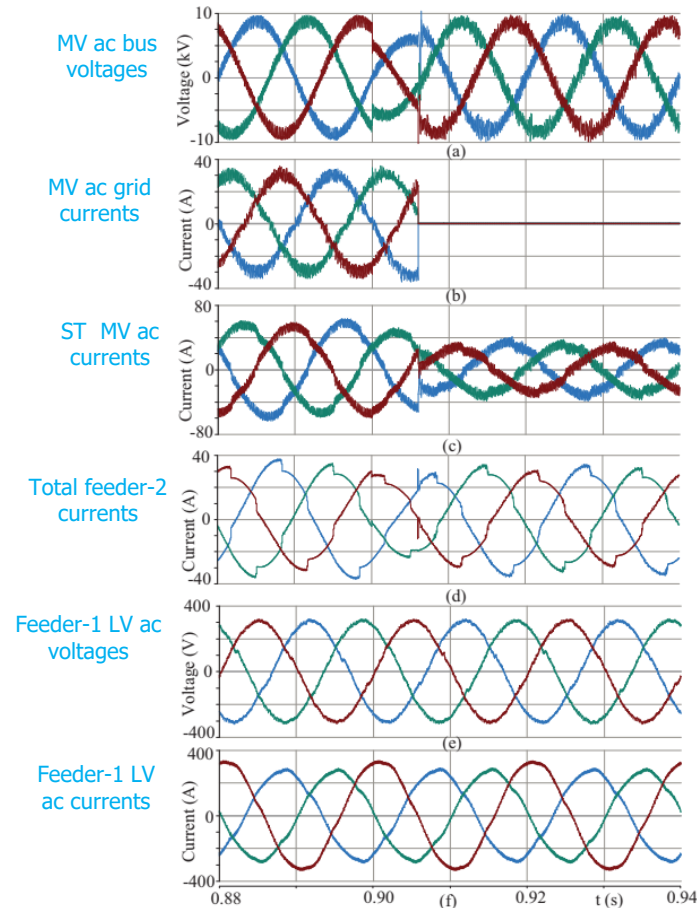 MV ac bus
voltages
Voltage (kV)
10
0
-10
(a)
MV ac grid
currents
Current (A)
40
0
-40
(b)
ST MV ac
currents
Current (A)
80
0
-80
(c)
Total feeder-2
currents
Current (A)
40
0
-40
(d)
Feeder-1 LV ac
voltages
Voltage (V)
400
0
-400
(e)
Feeder-1 LV
ac currents
Current (A)
400
0
-400
0.88 0.90 (f) 0.92 t (s) 0.94